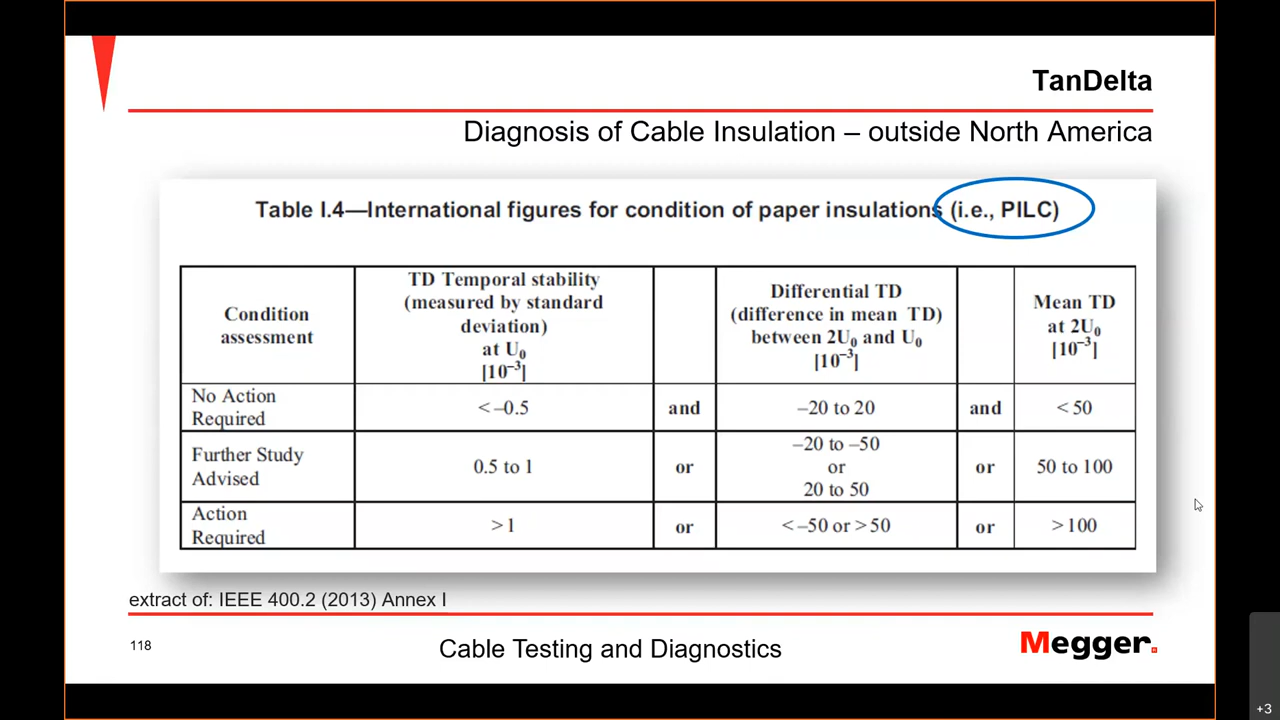 TanDelta
Diagnosis of Cable Insulation – outside North America
Table I.4—International figures for condition of paper insulations (i.e., PILC)
Condition assessment
TD Temporal stability (measured by standard deviation) at U0 [10–3]
Differential TD (difference in mean TD) between 2U0 and U0 [10–3]
Mean TD at 2U0 [10–3]
No Action Required
< –0.5
and
–20 to 20
and
< 50
Further Study Advised
0.5 to 1
or
–20 to –50
or
20 to 50
or
50 to 100
Action Required
> 1
or
< –50 or > 50
or
> 100
extract of: IEEE 400.2 (2013) Annex I
118
Cable Testing and Diagnostics
Megger.
+3